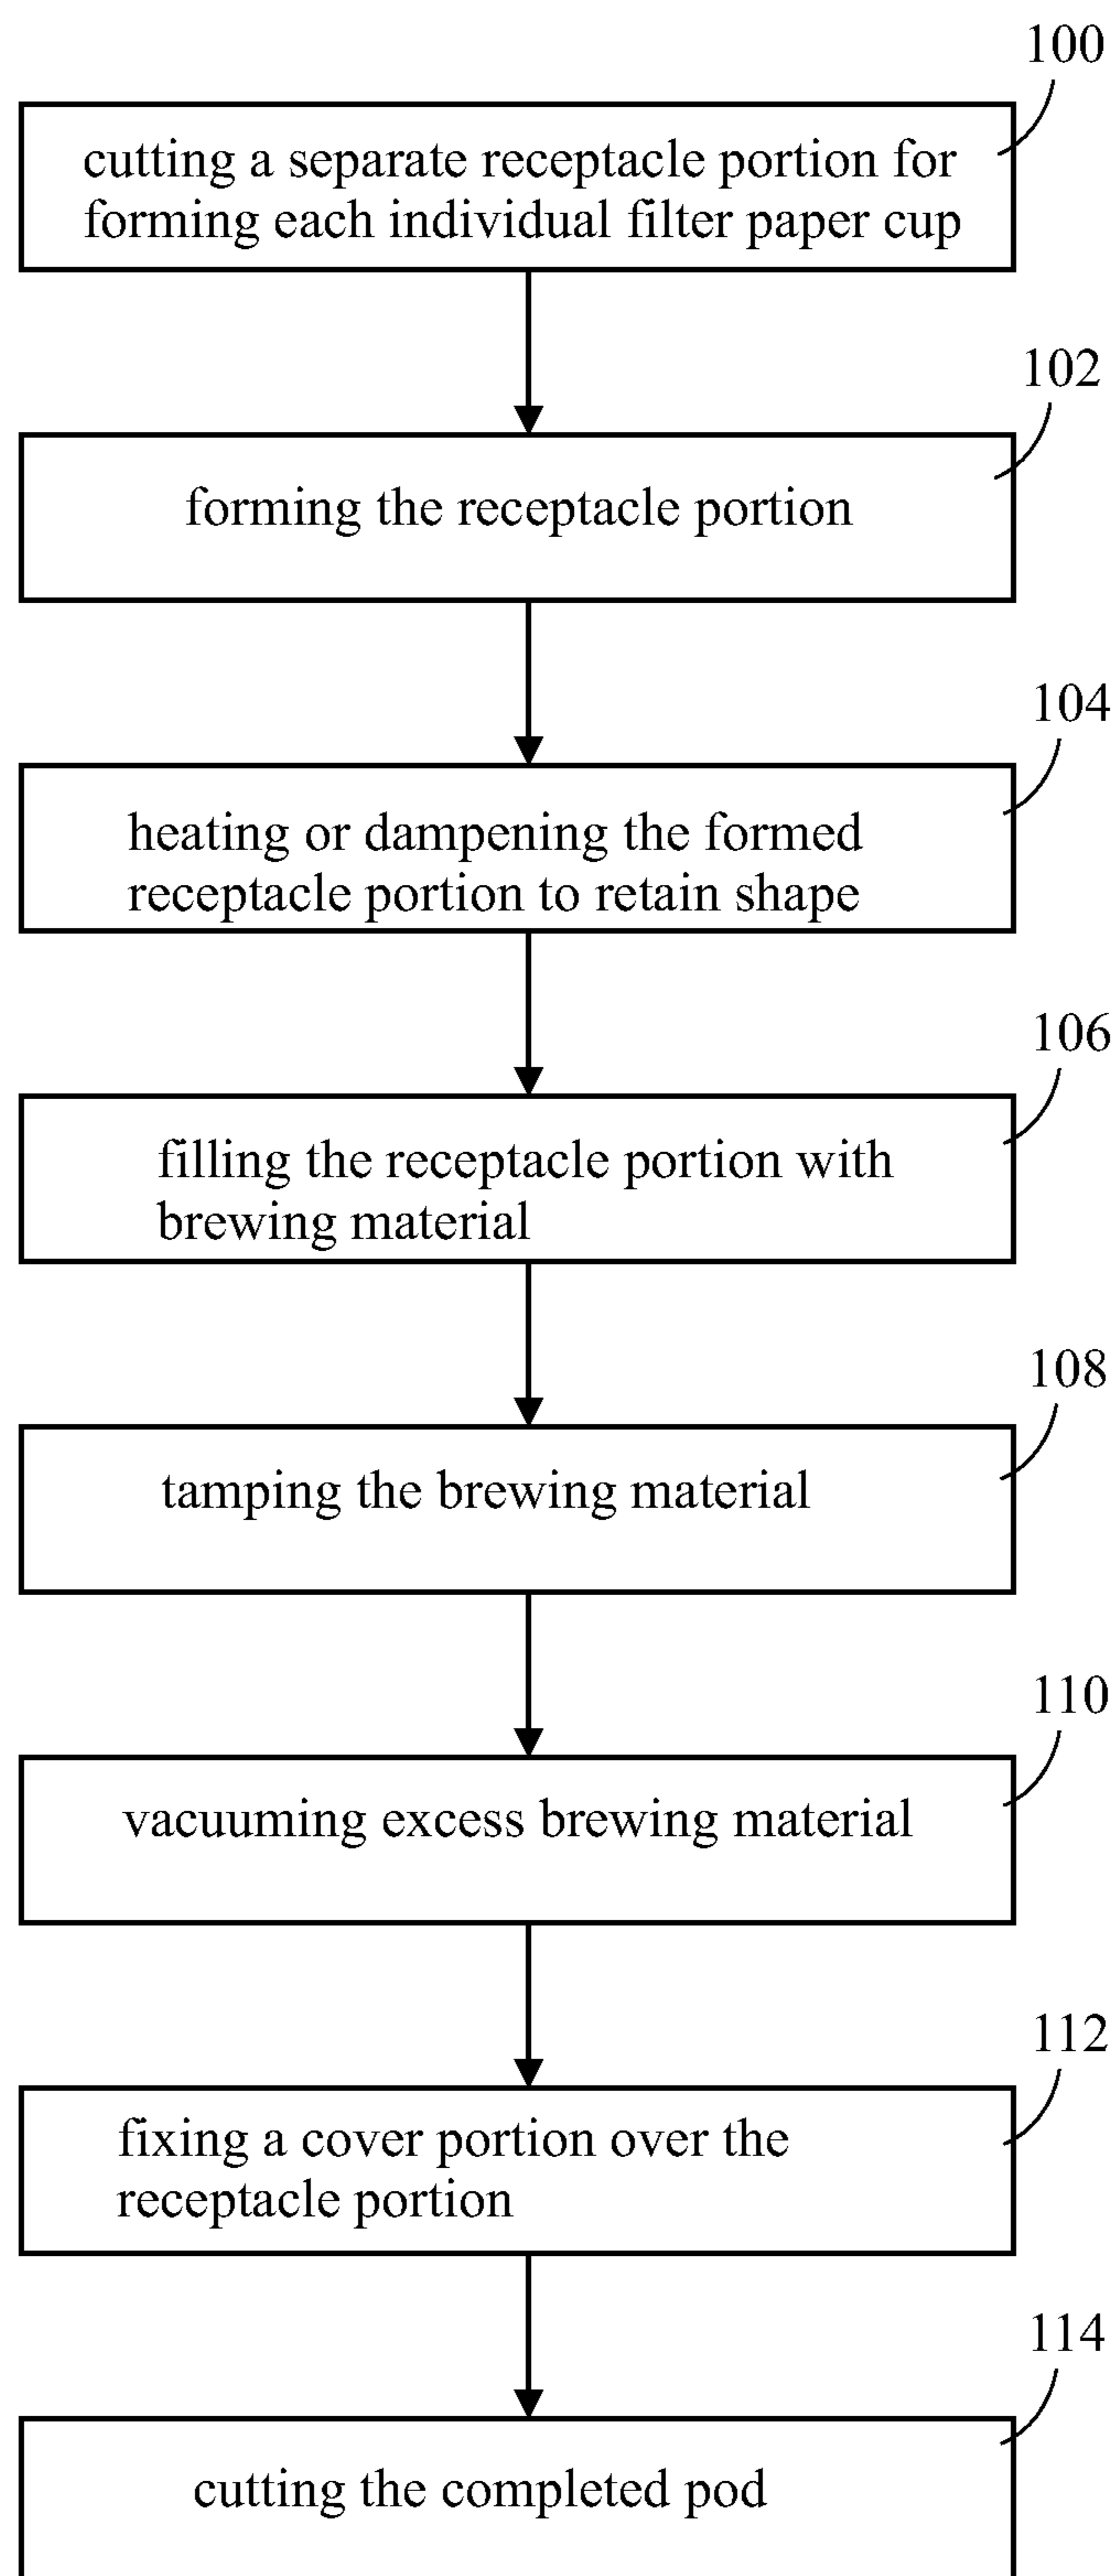 100
cutting a separate receptacle portion for
forming each individual filter paper cup
102
forming the receptacle portion
104
heating or dampening the formed
receptacle portion to retain shape
106
filling the receptacle portion with
brewing material
108
tamping the brewing material
110
vacuuming excess brewing material
112
fixing a cover portion over the
receptacle portion
114
cutting the completed pod